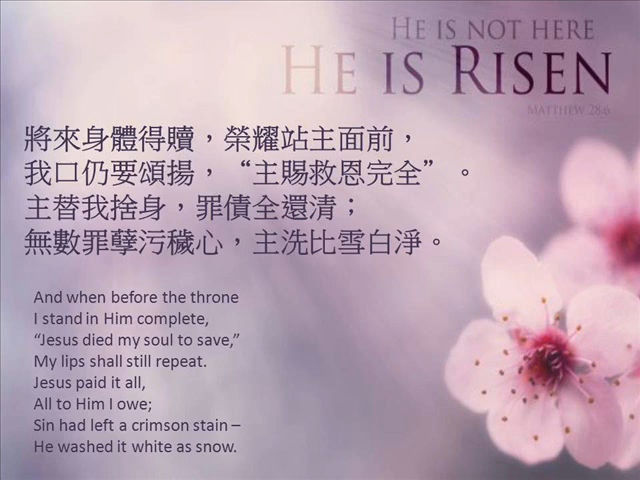 HE IS NOT HERE
HE IS RISEN
MATTHEW 28:6
將來身體得贖，榮耀站主面前，
我口仍要頌揚，“主賜救恩完全”。
主替我捨身，罪債全還清；
無數罪孽污穢心，主洗比雪白淨。
And when before the throne
I stand in Him complete,
“Jesus died my soul to save,”
My lips shall still repeat.
Jesus paid it all,
All to Him I owe;
Sin had left a crimson stain –
He washed it white as snow.